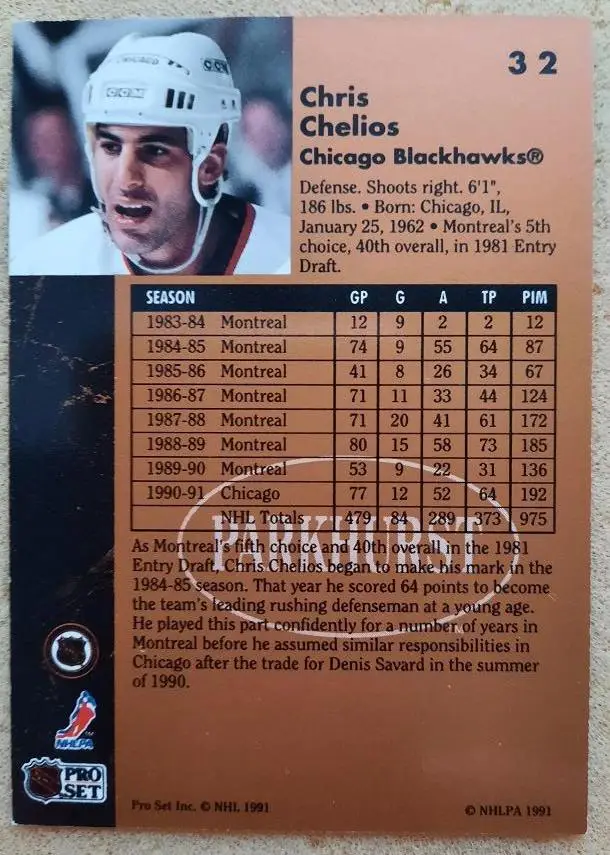 CHICAGO
CCM
CCM
32
Chris
Chelios
Chicago Blackhawks®
Defense. Shoots right. 6'1",
186 lbs. • Born: Chicago, IL,
January 25, 1962 • Montreal's 5th
choice, 40th overall, in 1981 Entry
Draft.
SEASON GP G A TP PIM
1983-84 Montreal 12 9 2 2 12
1984-85 Montreal 74 9 55 64 87
1985-86 Montreal 41 8 26 34 67
1986-87 Montreal 71 11 33 44 124
1987-88 Montreal 71 20 41 61 172
1988-89 Montreal 80 15 58 73 185
1989-90 Montreal 53 9 22 31 136
1990-91 Chicago 77 12 52 64 192
NHL Totals 479 84 289 373 975
PARKHURST
As Montreal's fifth choice and 40th overall in the 1981
Entry Draft, Chris Chelios began to make his mark in the
1984-85 season. That year he scored 64 points to become
the team's leading rushing defenseman at a young age.
He played this part confidently for a number of years in
Montreal before he assumed similar responsibilities in
Chicago after the trade for Denis Savard in the summer
of 1990.
NHL
NHLPA
PRO
SET
Pro Set Inc. © NHL 1991
© NHLPA 1991